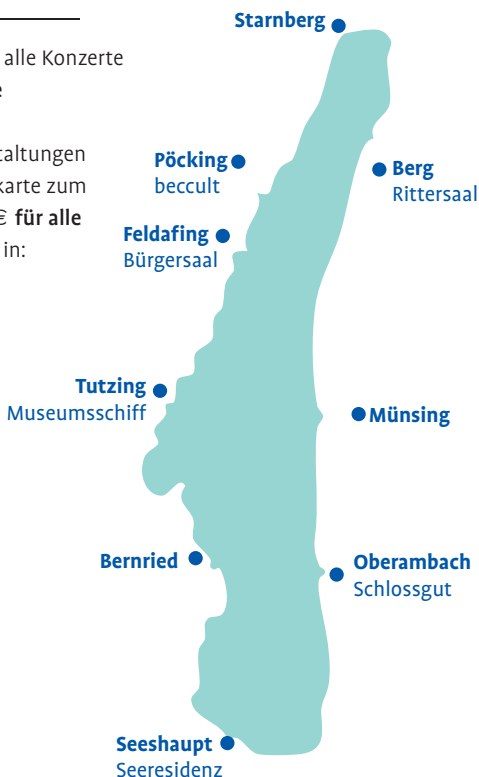 alle Konzerte
e
taltungen
karte zum
€ für alle
in:
Starnberg
Pöcking
beccult
Berg
Rittersaal
Feldafing
Bürgersaal
Tutzing
Museumsschiff
Münsing
Bernried
Oberambach
Schlossgut
Seeshaupt
Seeresidenz